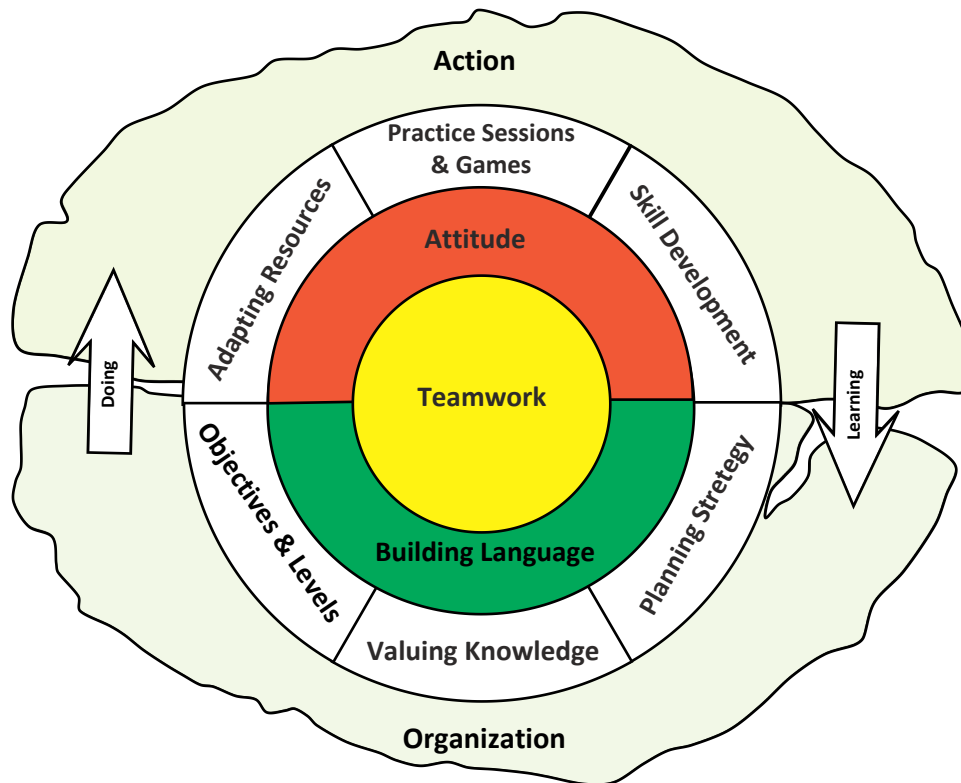 Action
Practice Sessions
& Games
Adapting Resources
Skill Development
Attitude
Teamwork
Doing
Learning
Objectives & Levels
Building Language
Planning Stretegy
Valuing Knowledge
Organization